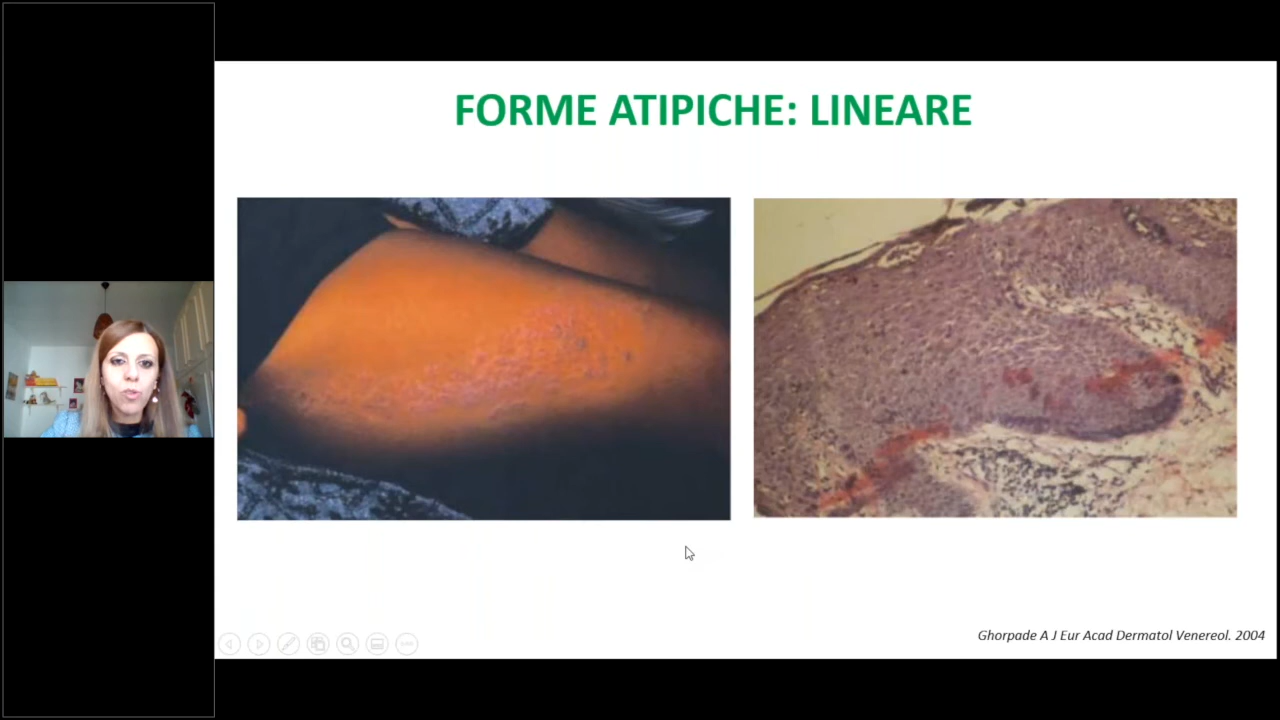 FORME ATIPICHE: LINEARE
Ghorpade A J Eur Acad Dermatol Venereol. 2004